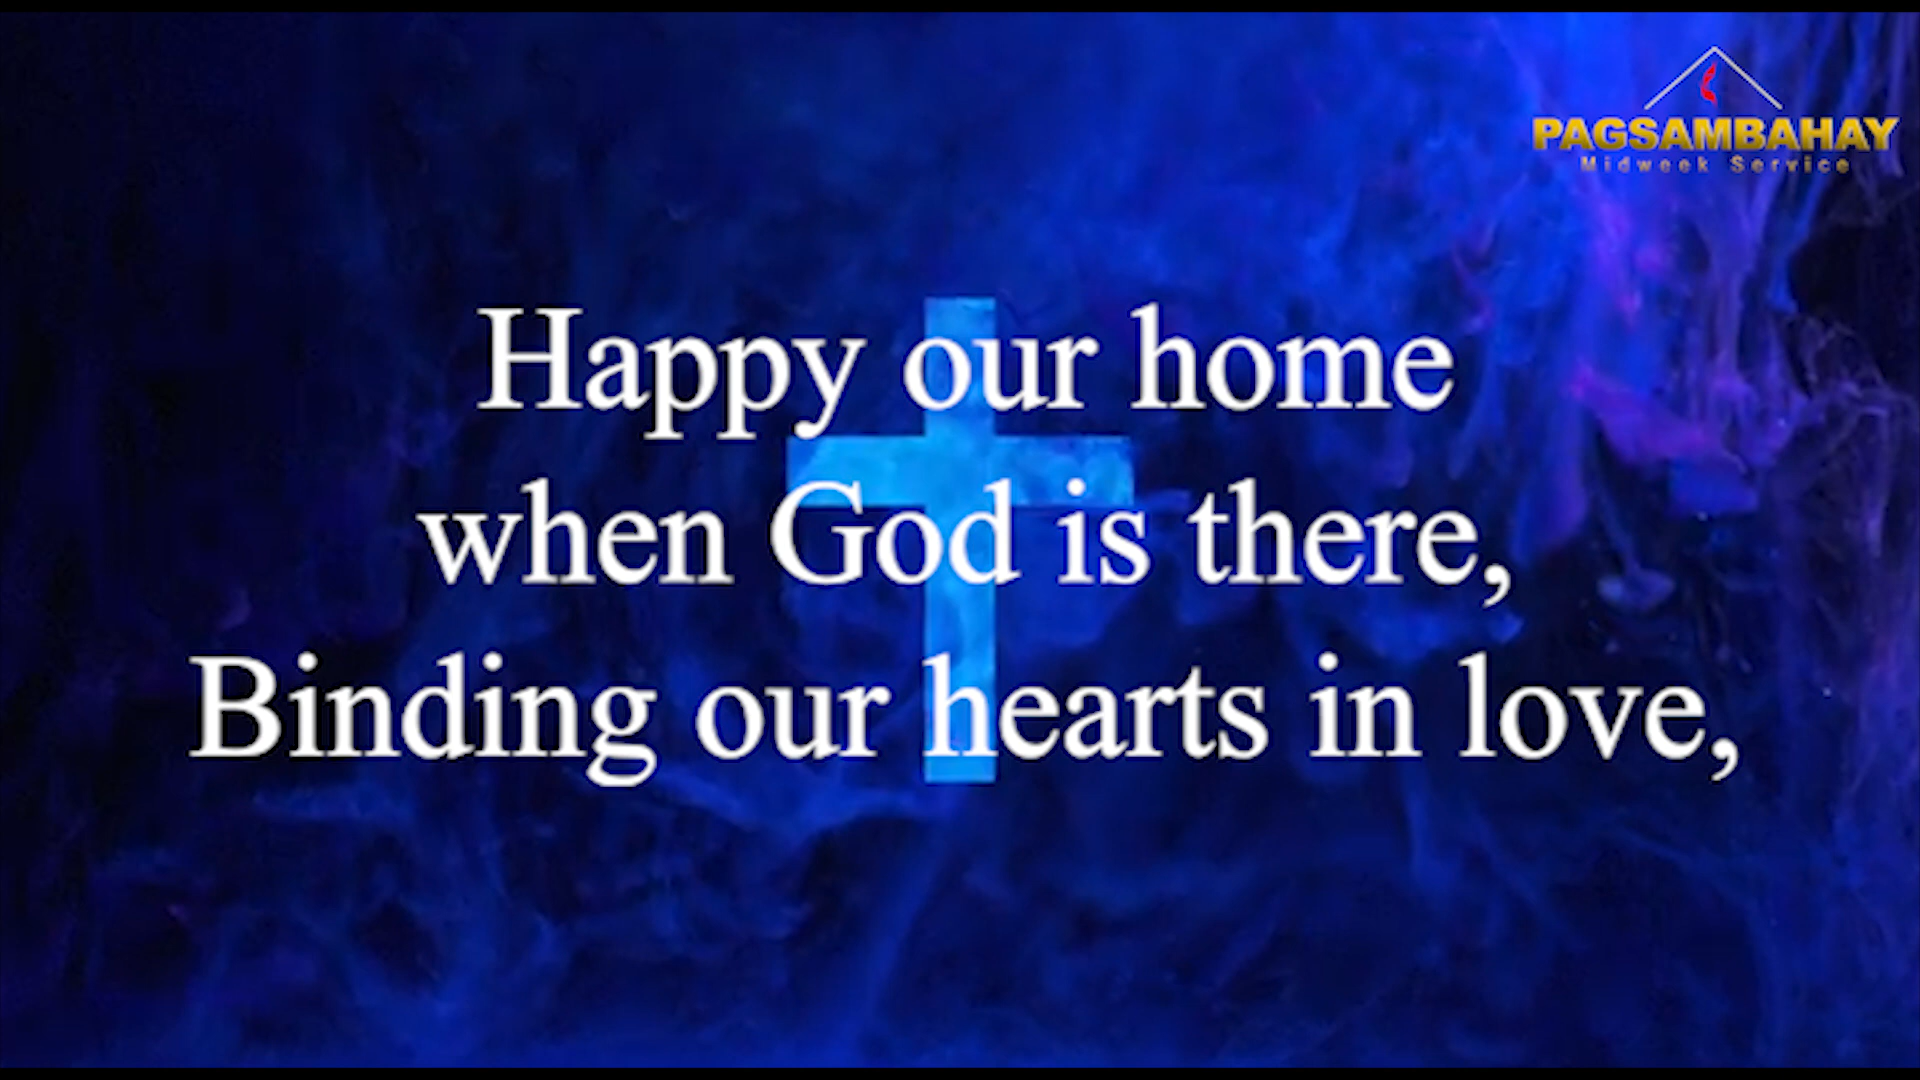 PAGSAMBAHAY
Midweek Service
Happy our home
when God is there,
Binding our hearts in love,